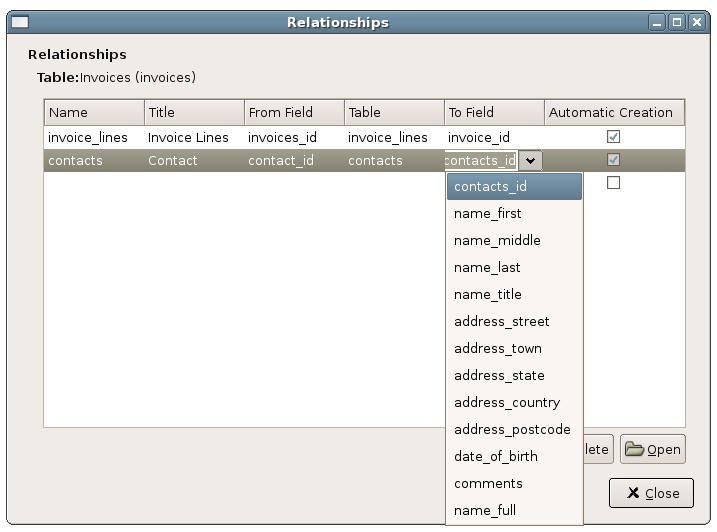 Relationships
Relationships
Table:Invoices (invoices)
Name Title From Field Table To Field Automatic Creation
invoice_lines Invoice Lines invoices_id invoice_lines invoice_id
contacts Contact contact_id contacts contacts_id
contacts_id
name_first
name_middle
name_last
name_title
address_street
address_town
address_state
address_country
address_postcode
date_of_birth
comments
name_full
lete Open
Close